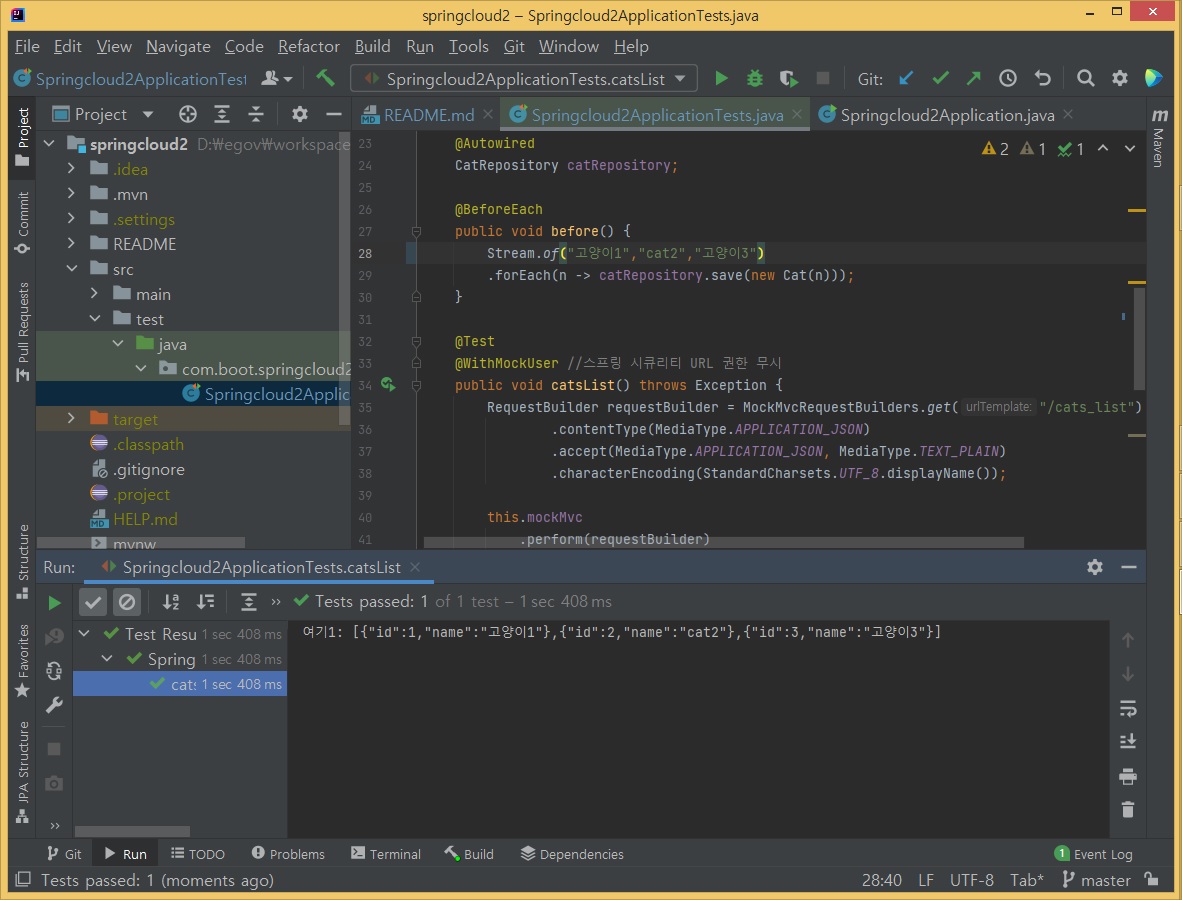 springcloud2 – Springcloud2ApplicationTests.java
File Edit View Navigate Code Refactor Build Run Tools Git Window Help
Springcloud2ApplicationTest
Springcloud2ApplicationTests.catsList
Git:
Project
README.md
Springcloud2ApplicationTests.java
Springcloud2Application.java
Project
Commit
Pull Requests
Structure
Favorites
JPA Structure
Maven
springcloud2 D:₩egov₩workspace
.idea
.mvn
.settings
README
src
main
test
java
com.boot.springcloud2
Springcloud2Applic
target
.classpath
.gitignore
.project
HELP.md
mvnw
2 1 1
23 @Autowired
24 CatRepository catRepository;
25
26 @BeforeEach
27 public void before() {
28 Stream.of("고양이1","cat2","고양이3")
29 .forEach(n -> catRepository.save(new Cat(n)));
30 }
31
32 @Test
33 @WithMockUser //스프링 시큐리티 URL 권한 무시
34 public void catsList() throws Exception {
35 RequestBuilder requestBuilder = MockMvcRequestBuilders.get( urlTemplate: "/cats_list")
36 .contentType(MediaType.APPLICATION_JSON)
37 .accept(MediaType.APPLICATION_JSON, MediaType.TEXT_PLAIN)
38 .characterEncoding(StandardCharsets.UTF_8.displayName());
39
40 this.mockMvc
41 .perform(requestBuilder)
Run: Springcloud2ApplicationTests.catsList
Tests passed: 1 of 1 test – 1 sec 408 ms
Test Resu 1 sec 408 ms
Spring 1 sec 408 ms
cats 1 sec 408 ms
여기1: [{"id":1,"name":"고양이1"},{"id":2,"name":"cat2"},{"id":3,"name":"고양이3"}]
Git Run TODO Problems Terminal Build Dependencies
1 Event Log
Tests passed: 1 (moments ago)
28:40 LF UTF-8 Tab* master